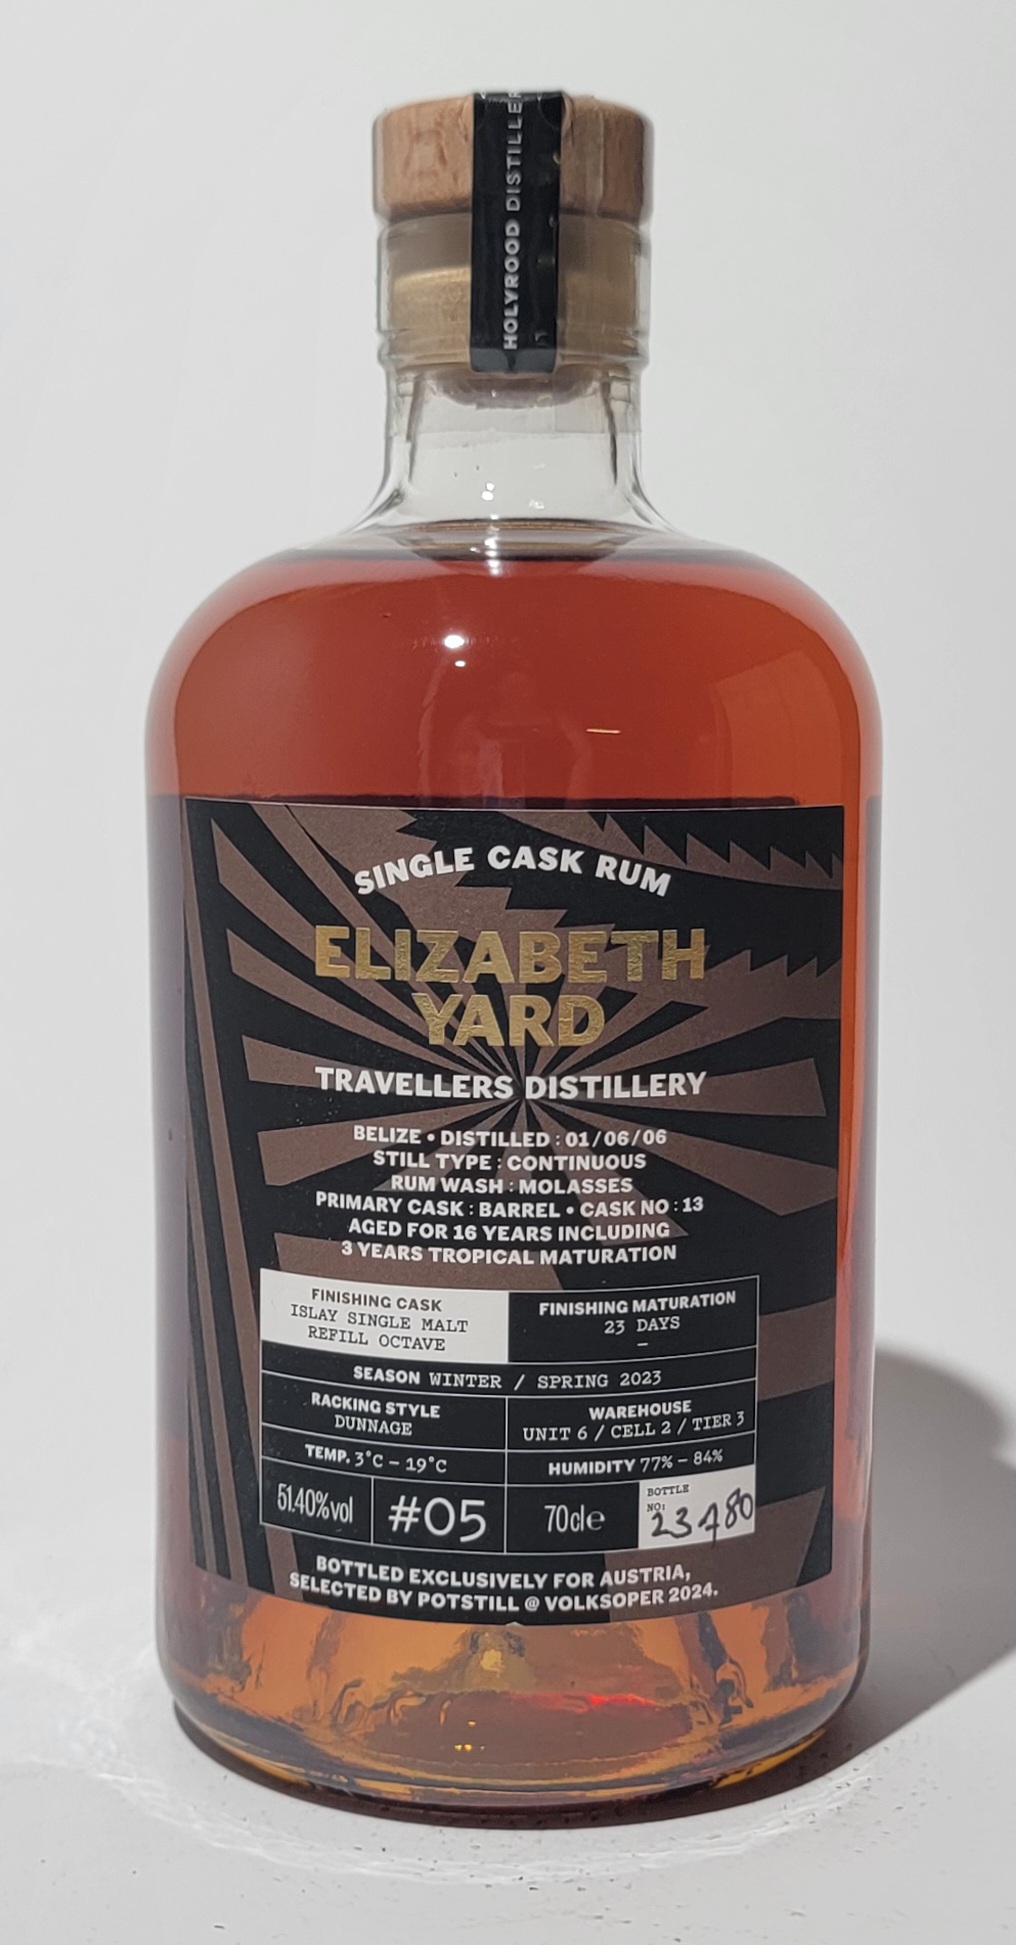 HOLYROOD DISTILLER
SINGLE CASK RUM
ELIZABETH
YARD
TRAVELLERS DISTILLERY
BELIZE • DISTILLED : 01/06/06
STILL TYPE : CONTINUOUS
RUM WASH : MOLASSES
PRIMARY CASK : BARREL • CASK NO : 13
AGED FOR 16 YEARS INCLUDING
3 YEARS TROPICAL MATURATION
FINISHING CASK
ISLAY SINGLE MALT
REFILL OCTAVE
FINISHING MATURATION
23 DAYS
–
SEASON WINTER / SPRING 2023
RACKING STYLE
DUNNAGE
WAREHOUSE
UNIT 6 / CELL 2 / TIER 3
TEMP. 3°C – 19°C
HUMIDITY 77% – 84%
51.40%vol
#05
70cl℮
BOTTLE
NO:
BOTTLED EXCLUSIVELY FOR AUSTRIA,
SELECTED BY POTSTILL @ VOLKSOPER 2024.